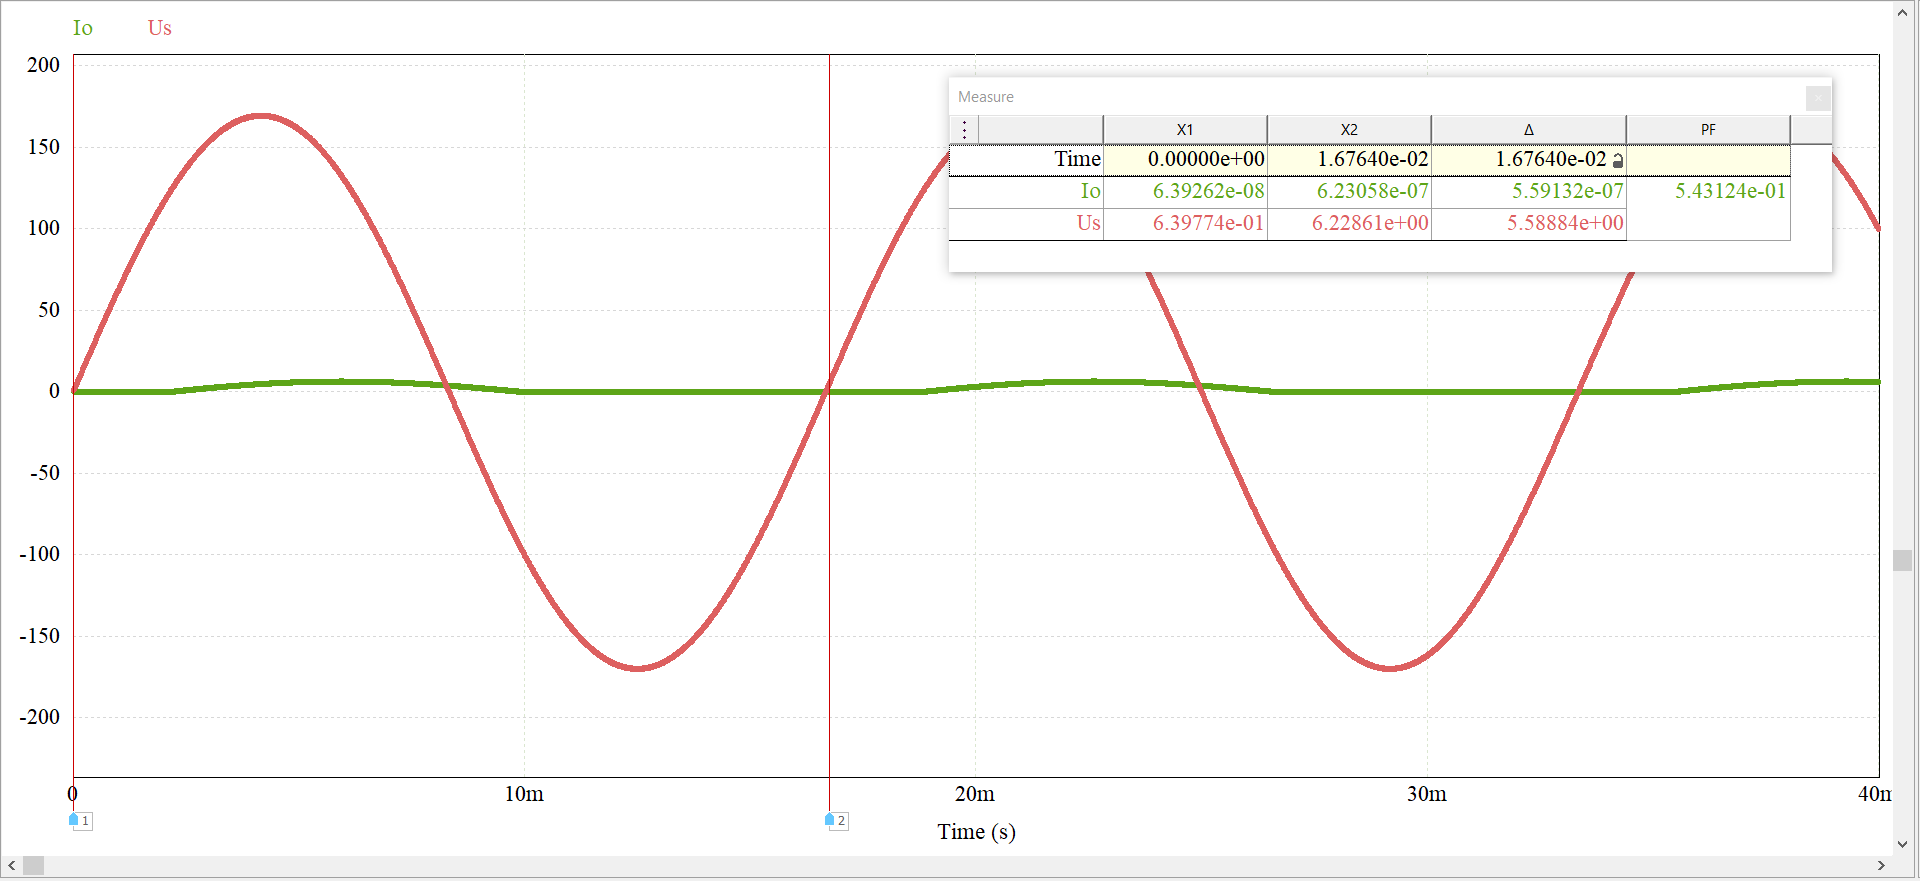 Io Us
200
150
100
50
0
-50
-100
-150
-200
Measure
X1 X2 Δ PF
Time 0.00000e+00 1.67640e-02 1.67640e-02
Io 6.39262e-08 6.23058e-07 5.59132e-07 5.43124e-01
Us 6.39774e-01 6.22861e+00 5.58884e+00
0 10m 20m 30m 40m
1 2
Time (s)